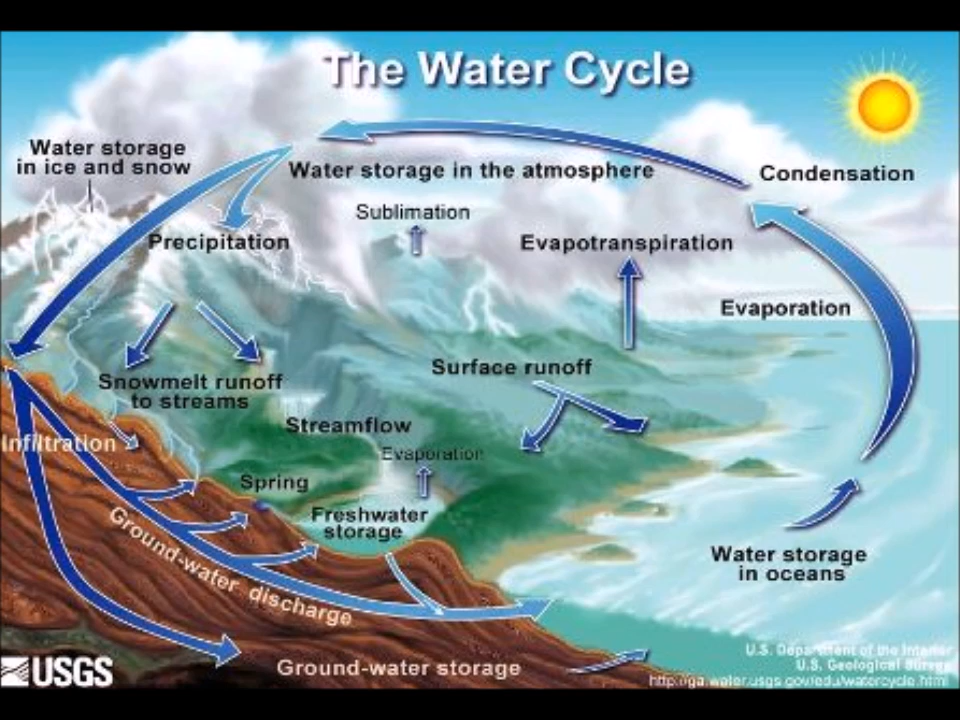 The Water Cycle
Water storage
in ice and snow
Water storage in the atmosphere
Condensation
Sublimation
Precipitation
Evapotranspiration
Evaporation
Surface runoff
Snowmelt runoff
to streams
Streamflow
Infiltration
Evaporation
Spring
Freshwater
storage
Ground-water discharge
Water storage
in oceans
Ground-water storage
USGS
U.S. Department of the Interior
U.S. Geological Survey
http://ga.water.usgs.gov/edu/watercycle.html